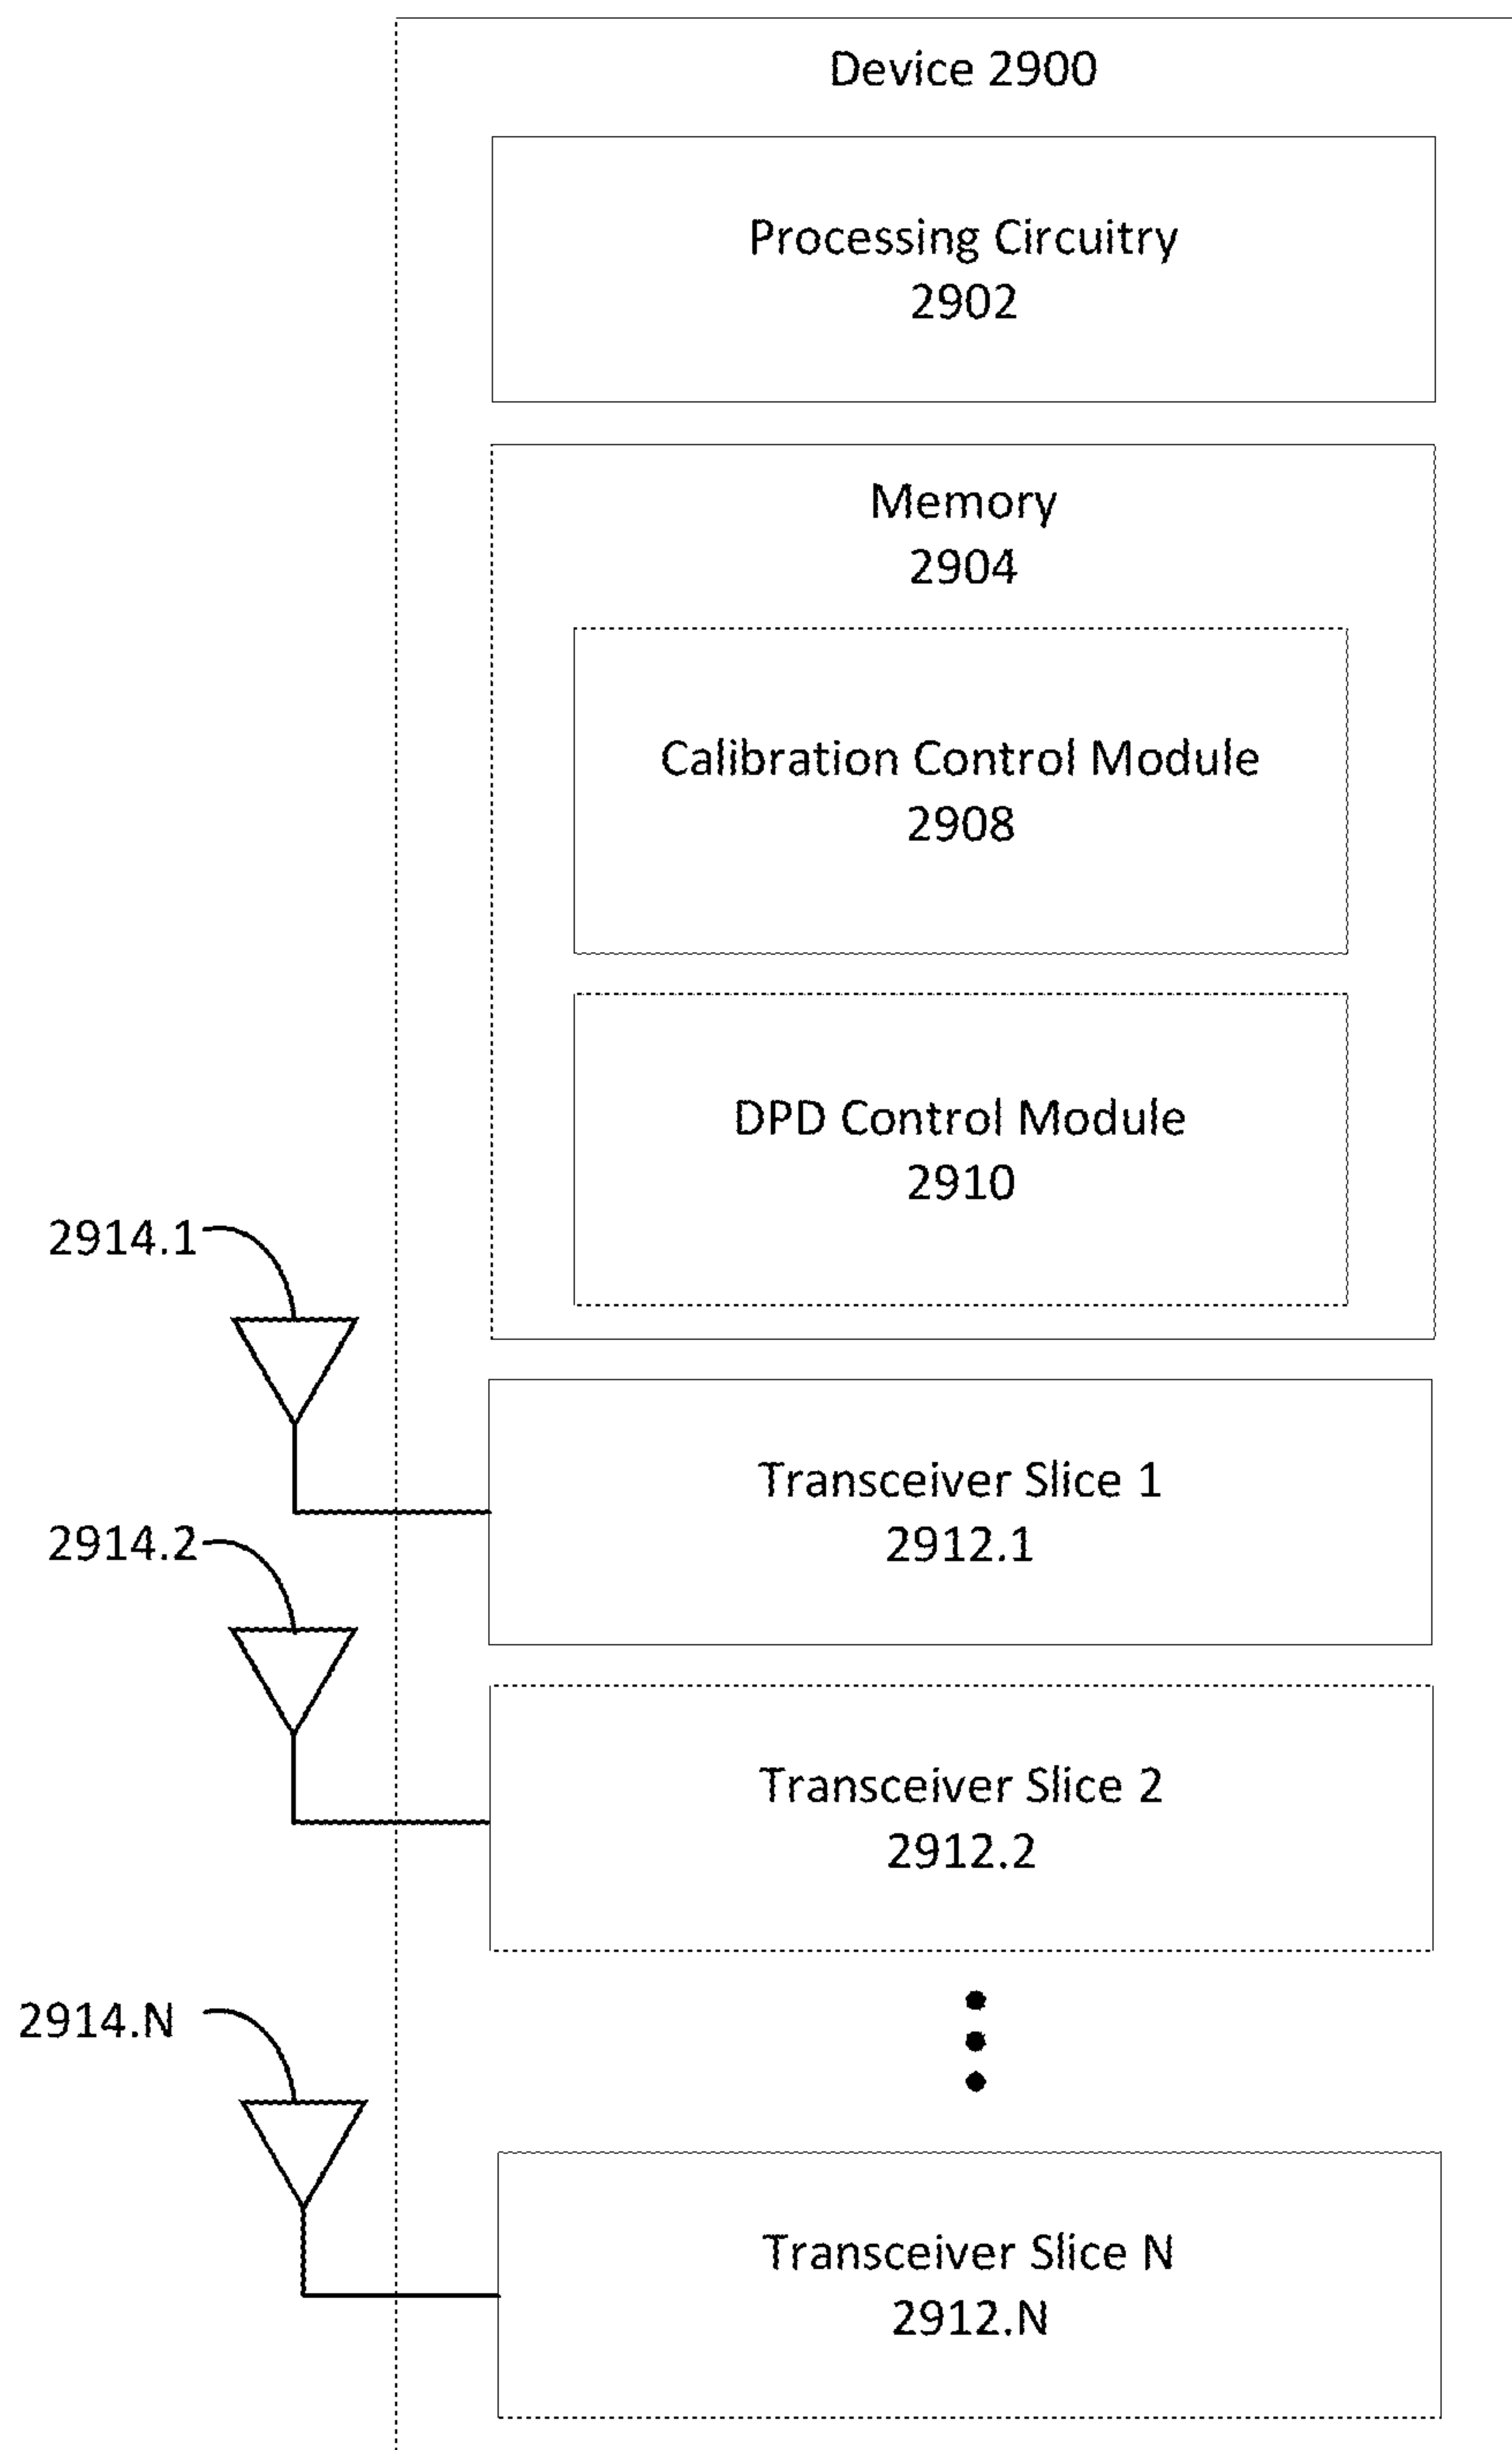 Device 2900
Processing Circuitry
2902
Memory
2904
Calibration Control Module
2908
DPD Control Module
2910
2914.1
Transceiver Slice 1
2912.1
2914.2
Transceiver Slice 2
2912.2
2914.N
Transceiver Slice N
2912.N